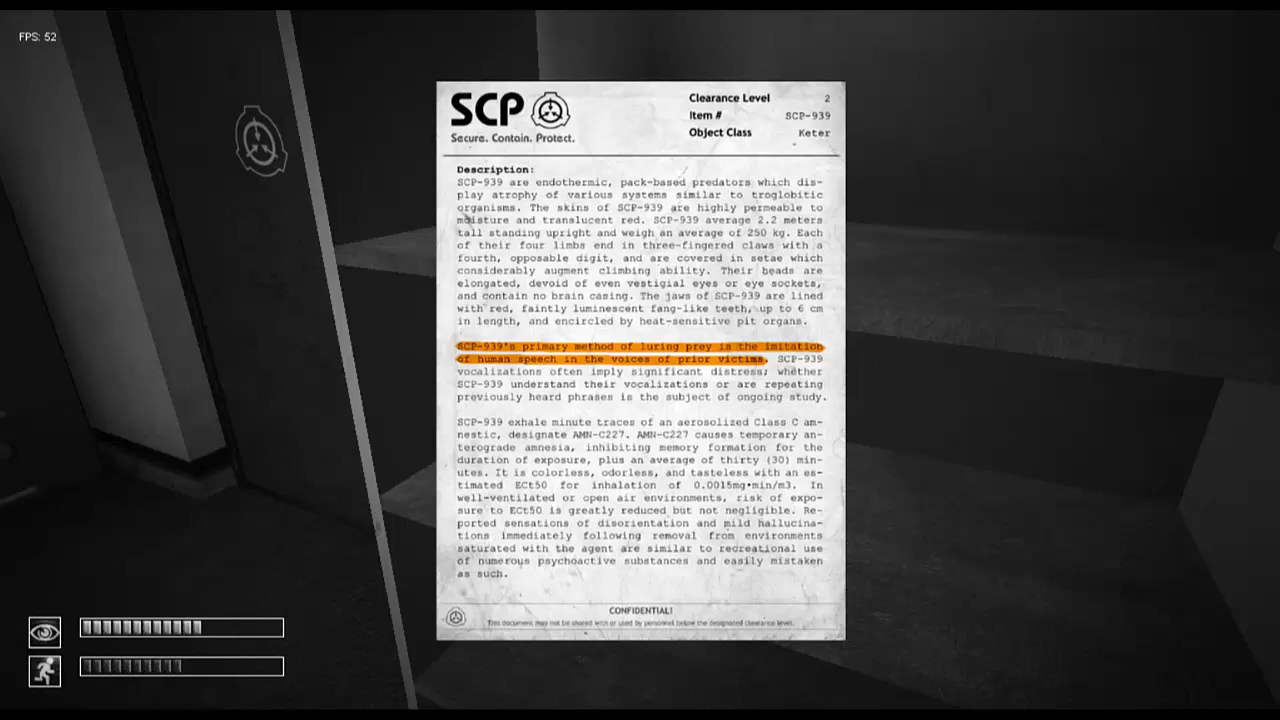 FPS: 52
SCP
Secure. Contain. Protect.
Clearance Level 2
Item # SCP-939
Object Class Keter
Description:
SCP-939 are endothermic, pack-based predators which dis-
play atrophy of various systems similar to troglobitic
organisms. The skins of SCP-939 are highly permeable to
moisture and translucent red. SCP-939 average 2.2 meters
tall standing upright and weigh an average of 250 kg. Each
of their four limbs end in three-fingered claws with a
fourth, opposable digit, and are covered in setae which
considerably augment climbing ability. Their heads are
elongated, devoid of even vestigial eyes or eye sockets,
and contain no brain casing. The jaws of SCP-939 are lined
with red, faintly luminescent fang-like teeth, up to 6 cm
in length, and encircled by heat-sensitive pit organs.
SCP-939's primary method of luring prey is the imitation
of human speech in the voices of prior victims. SCP-939
vocalizations often imply significant distress; whether
SCP-939 understand their vocalizations or are repeating
previously heard phrases is the subject of ongoing study.
SCP-939 exhale minute traces of an aerosolized Class C am-
nestic, designate AMN-C227. AMN-C227 causes temporary an-
terograde amnesia, inhibiting memory formation for the
duration of exposure, plus an average of thirty (30) min-
utes. It is colorless, odorless, and tasteless with an es-
timated ECt50 for inhalation of 0.0015mg•min/m3. In
well-ventilated or open air environments, risk of expo-
sure to ECt50 is greatly reduced but not negligible. Re-
ported sensations of disorientation and mild hallucina-
tions immediately following removal from environments
saturated with the agent are similar to recreational use
of numerous psychoactive substances and easily mistaken
as such.
CONFIDENTIAL!
This document may not be shared with or used by personnel below the designated clearance level.